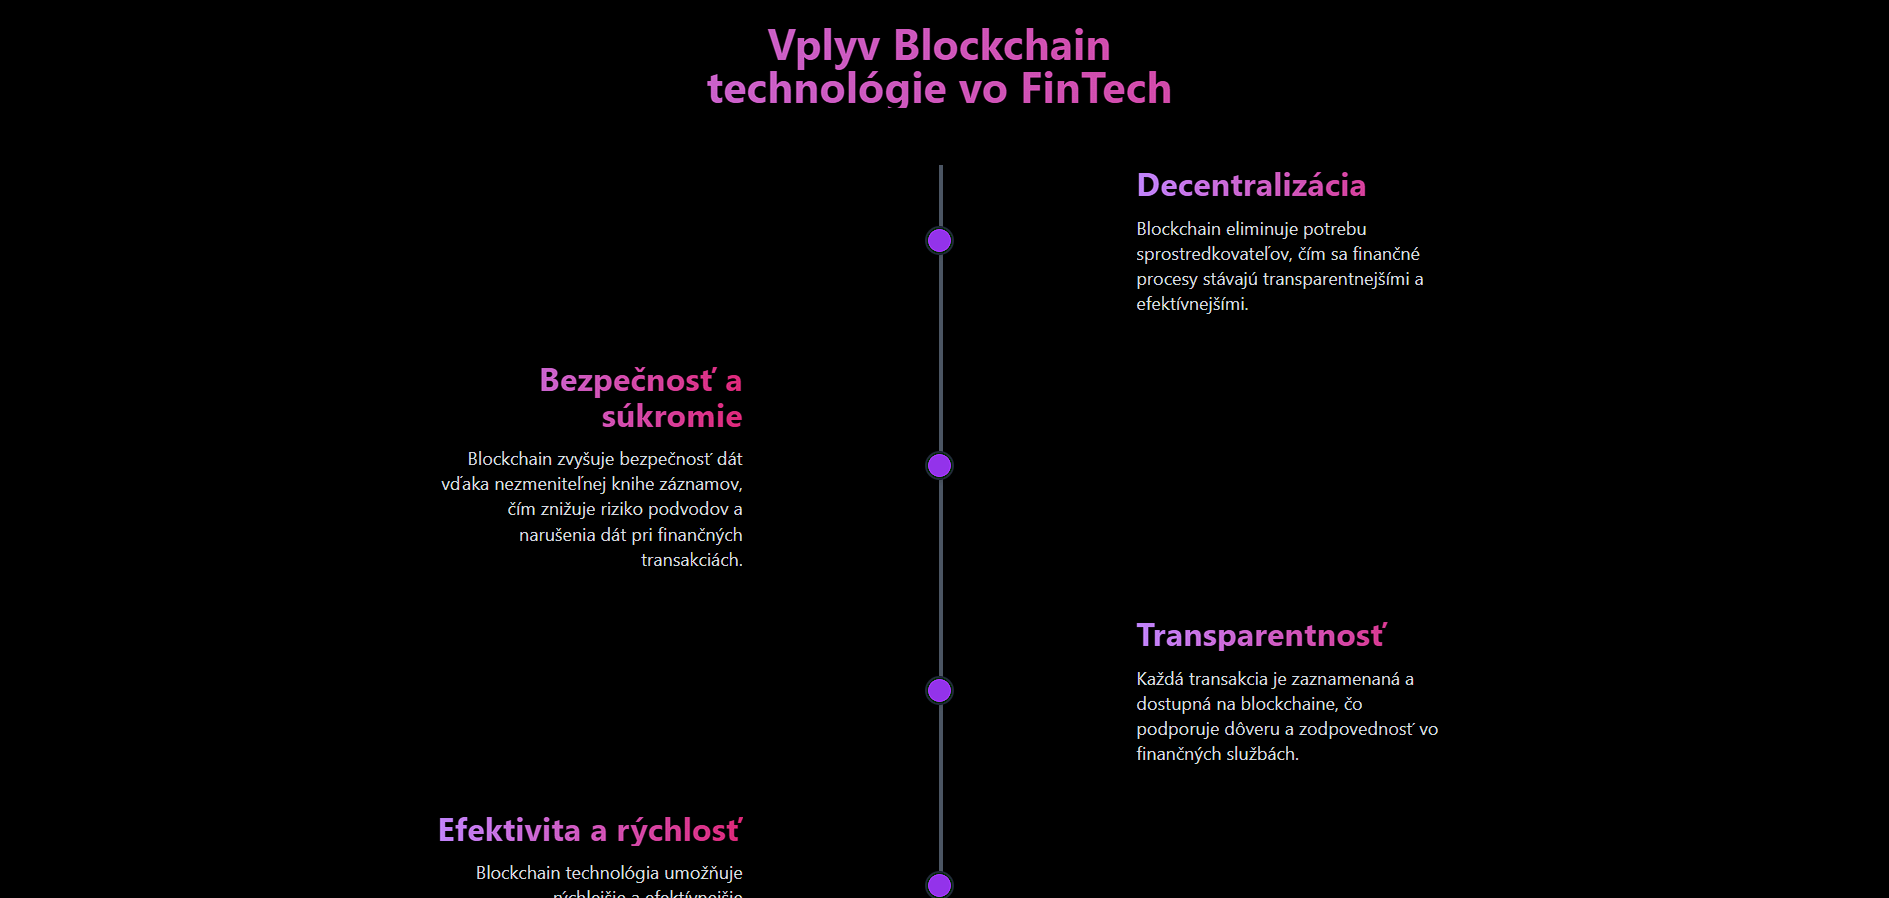 Vplyv Blockchain
technológie vo FinTech
Decentralizácia
Blockchain eliminuje potrebu
sprostredkovateľov, čím sa finančné
procesy stávajú transparentnejšími a
efektívnejšími.
Bezpečnosť a
súkromie
Blockchain zvyšuje bezpečnosť dát
vďaka nezmeniteľnej knihe záznamov,
čím znižuje riziko podvodov a
narušenia dát pri finančných
transakciách.
Transparentnosť
Každá transakcia je zaznamenaná a
dostupná na blockchaine, čo
podporuje dôveru a zodpovednosť vo
finančných službách.
Efektivita a rýchlosť
Blockchain technológia umožňuje
rýchlejšie a efektívnejšie